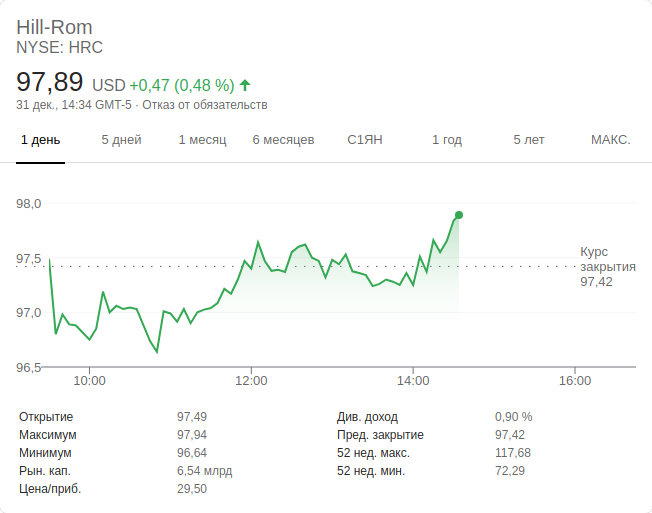 Hill-Rom
NYSE: HRC
97,89 USD +0,47 (0,48 %)
31 дек., 14:34 GMT-5 · Отказ от обязательств
1 день 5 дней 1 месяц 6 месяцев С1ЯН 1 год 5 лет МАКС.
98,0
97,5
97,0
96,5
Курс
закрытия
97,42
10:00 12:00 14:00 16:00
Открытие 97,49 Див. доход 0,90 %
Максимум 97,94 Пред. закрытие 97,42
Минимум 96,64 52 нед. макс. 117,68
Рын. кап. 6,54 млрд 52 нед. мин. 72,29
Цена/приб. 29,50